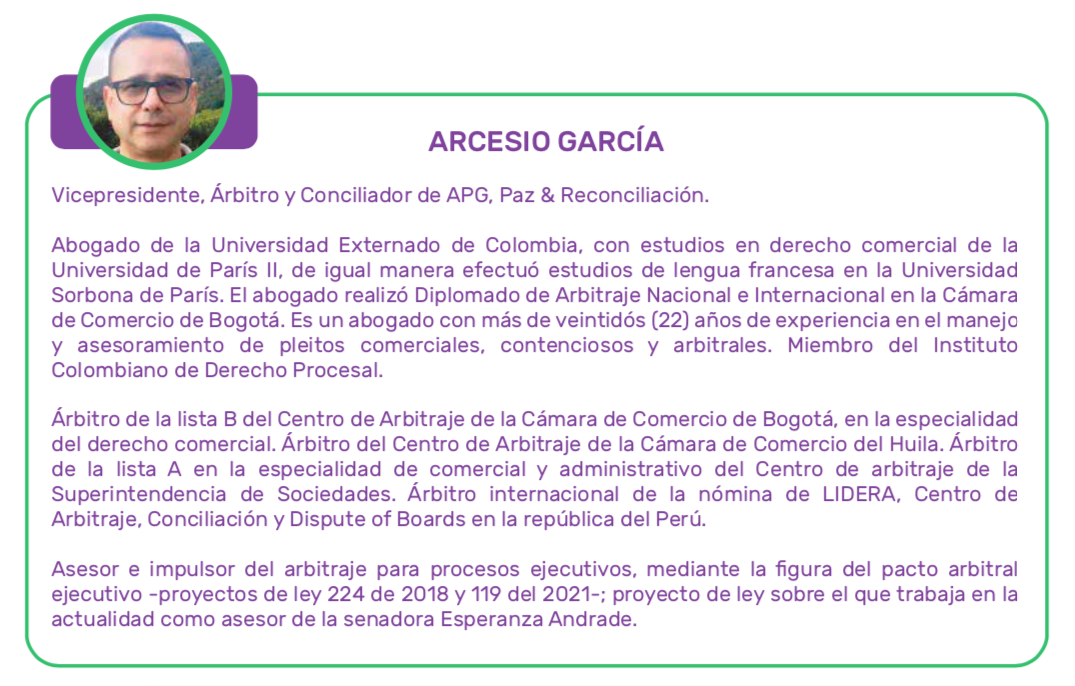 ARCESIO GARCÍA
Vicepresidente, Árbitro y Conciliador de APG, Paz & Reconciliación.
Abogado de la Universidad Externado de Colombia, con estudios en derecho comercial de la
Universidad de París II, de igual manera efectuó estudios de lengua francesa en la Universidad
Sorbona de París. El abogado realizó Diplomado de Arbitraje Nacional e Internacional en la Cámara
de Comercio de Bogotá. Es un abogado con más de veintidós (22) años de experiencia en el manejo
y asesoramiento de pleitos comerciales, contenciosos y arbitrales. Miembro del Instituto
Colombiano de Derecho Procesal.
Árbitro de la lista B del Centro de Arbitraje de la Cámara de Comercio de Bogotá, en la especialidad
del derecho comercial. Árbitro del Centro de Arbitraje de la Cámara de Comercio del Huila. Árbitro
de la lista A en la especialidad de comercial y administrativo del Centro de arbitraje de la
Superintendencia de Sociedades. Árbitro internacional de la nómina de LIDERA, Centro de
Arbitraje, Conciliación y Dispute of Boards en la república del Perú.
Asesor e impulsor del arbitraje para procesos ejecutivos, mediante la figura del pacto arbitral
ejecutivo -proyectos de ley 224 de 2018 y 119 del 2021-; proyecto de ley sobre el que trabaja en la
actualidad como asesor de la senadora Esperanza Andrade.